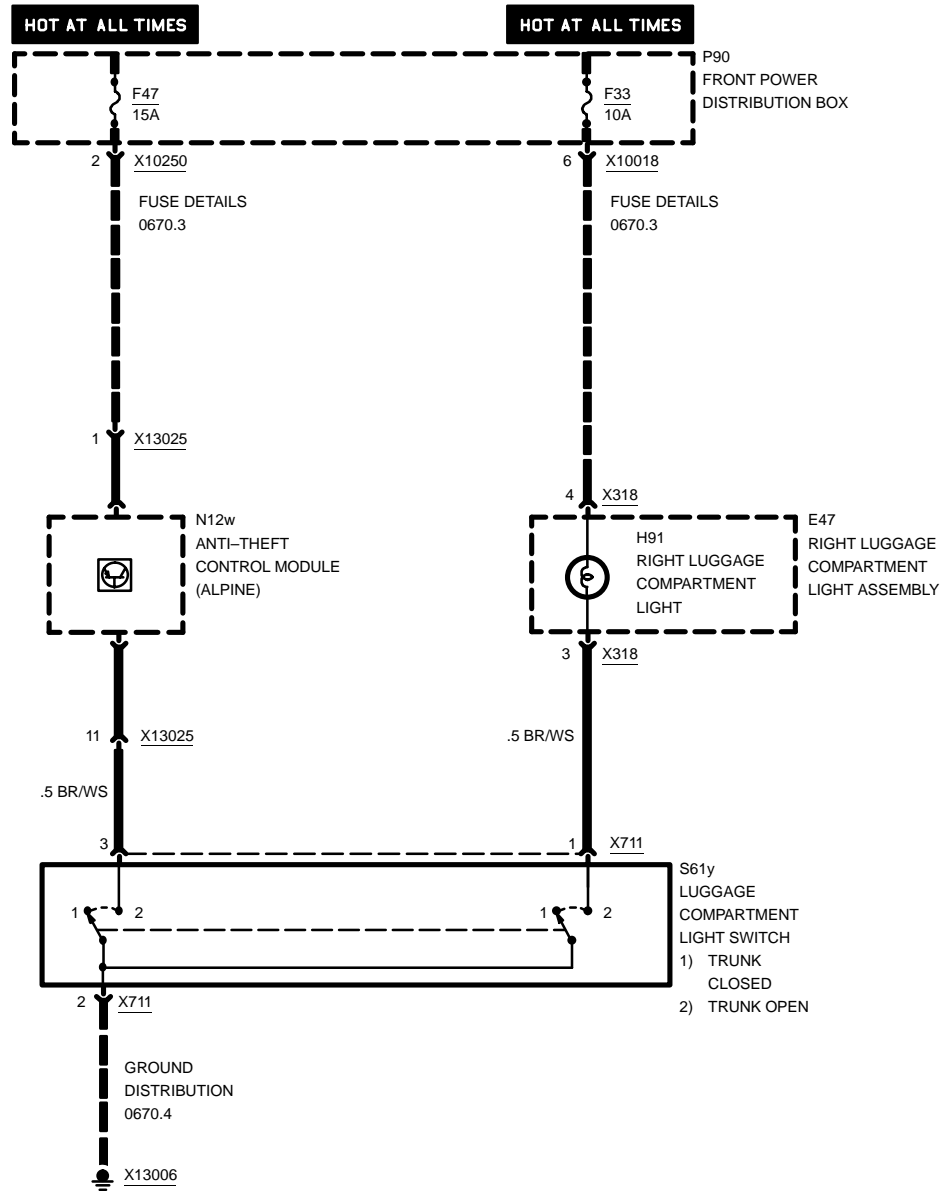 HOT AT ALL TIMES
HOT AT ALL TIMES
P90
FRONT POWER
DISTRIBUTION BOX
F47
15A
F33
10A
2 X10250
6 X10018
FUSE DETAILS
0670.3
FUSE DETAILS
0670.3
1 X13025
4 X318
N12w
ANTI–THEFT
CONTROL MODULE
(ALPINE)
H91
RIGHT LUGGAGE
COMPARTMENT
LIGHT
E47
RIGHT LUGGAGE
COMPARTMENT
LIGHT ASSEMBLY
3 X318
11 X13025
.5 BR/WS
.5 BR/WS
3
1 X711
S61y
LUGGAGE
COMPARTMENT
LIGHT SWITCH
1) TRUNK
CLOSED
2) TRUNK OPEN
1 2
1 2
2 X711
GROUND
DISTRIBUTION
0670.4
X13006